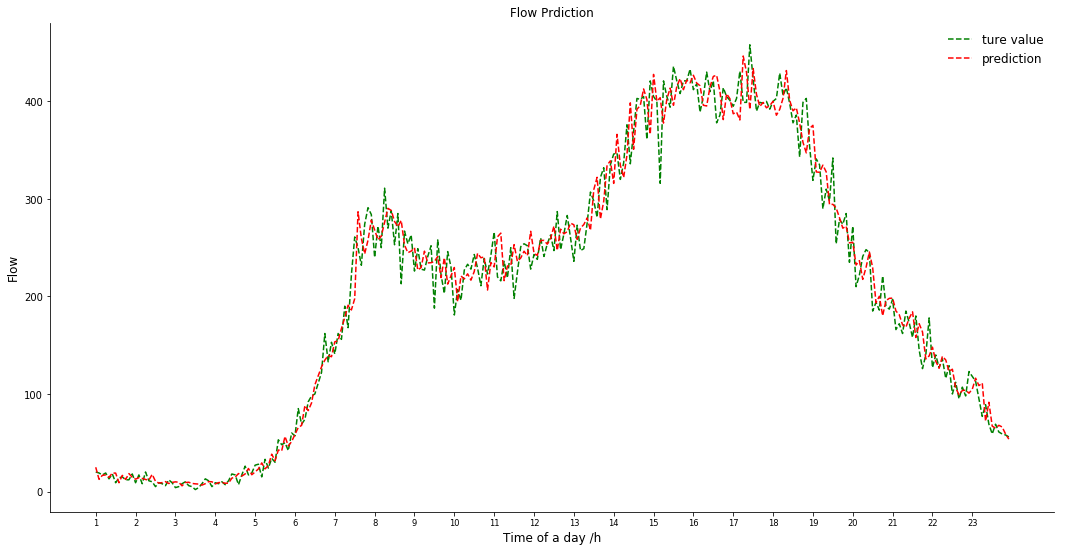 Flow Prdiction
ture value
prediction
400
300
200
100
0
Flow
1 2 3 4 5 6 7 8 9 10 11 12 13 14 15 16 17 18 19 20 21 22 23
Time of a day /h